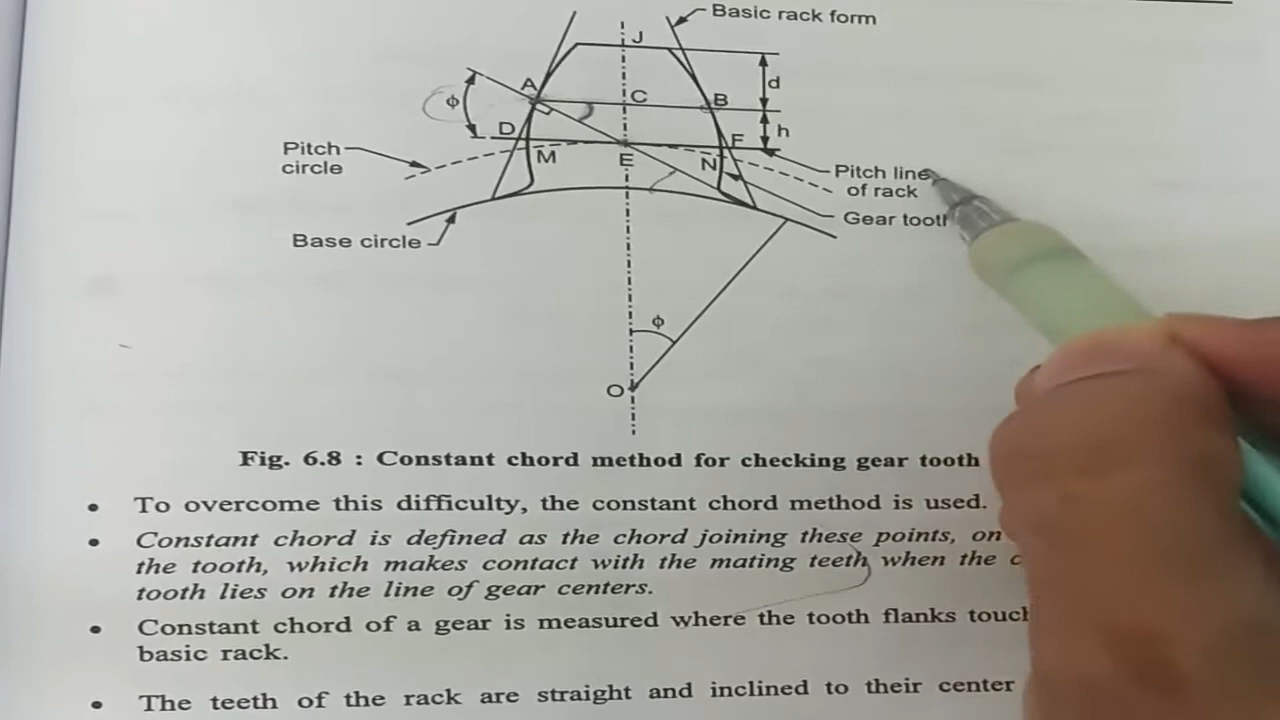 Basic rack form
J
d
A
C
B
ϕ
h
D
F
Pitch
circle
M
E
N
Pitch line
of rack
Gear
Base circle
ϕ
O
Fig. 6.8 : Constant chord method for checking gear tooth
• To overcome this difficulty, the constant chord method is used.
• Constant chord is defined as the chord joining these points, on
the tooth, which makes contact with the mating teeth when the
tooth lies on the line of gear centers.
• Constant chord of a gear is measured where the tooth flanks
basic rack.
• The teeth of the rack are straight and inclined to their center